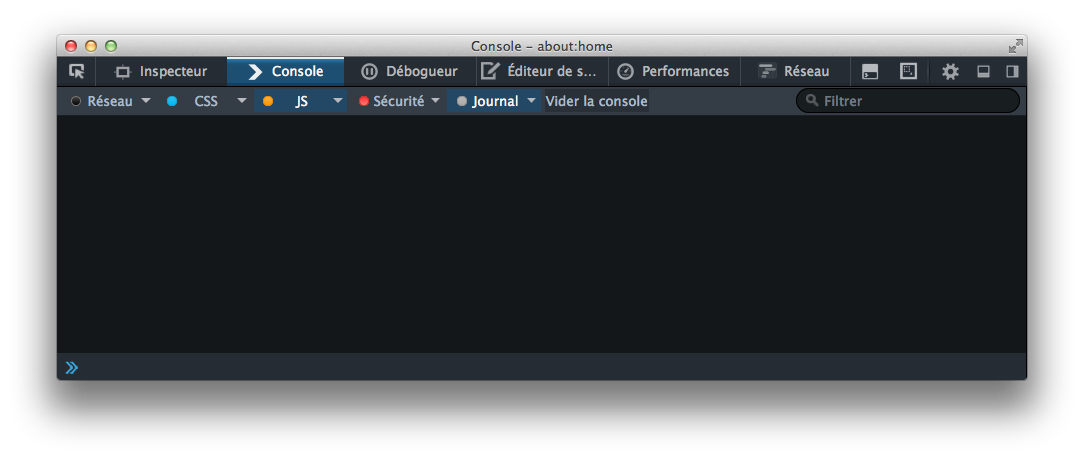 Console – about:home
Inspecteur Console Débogueur Éditeur de s... Performances Réseau
Réseau CSS JS Sécurité Journal Vider la console Filtrer